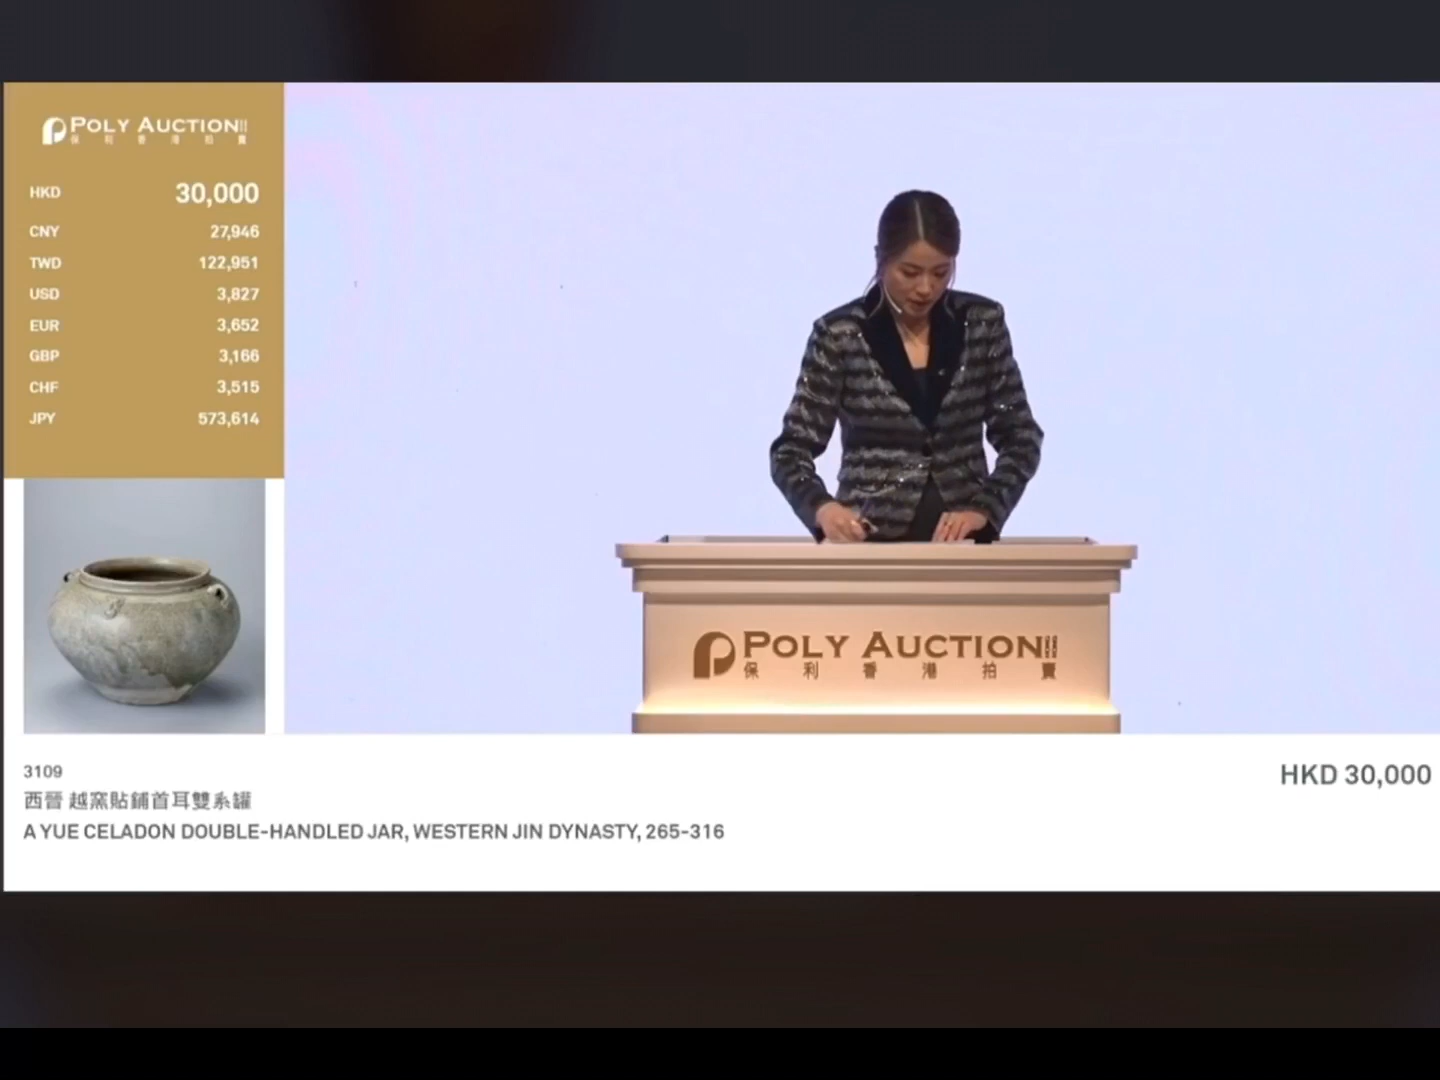 POLY AUCTION
保利香港拍賣
HKD 30,000
CNY 27,946
TWD 122,951
USD 3,827
EUR 3,652
GBP 3,166
CHF 3,515
JPY 573,614
POLY AUCTION HONG KONG
保利香港拍賣
3109
HKD 30,000
西晉 越窯貼鋪首耳雙系罐
A YUE CELADON DOUBLE-HANDLED JAR, WESTERN JIN DYNASTY, 265-316